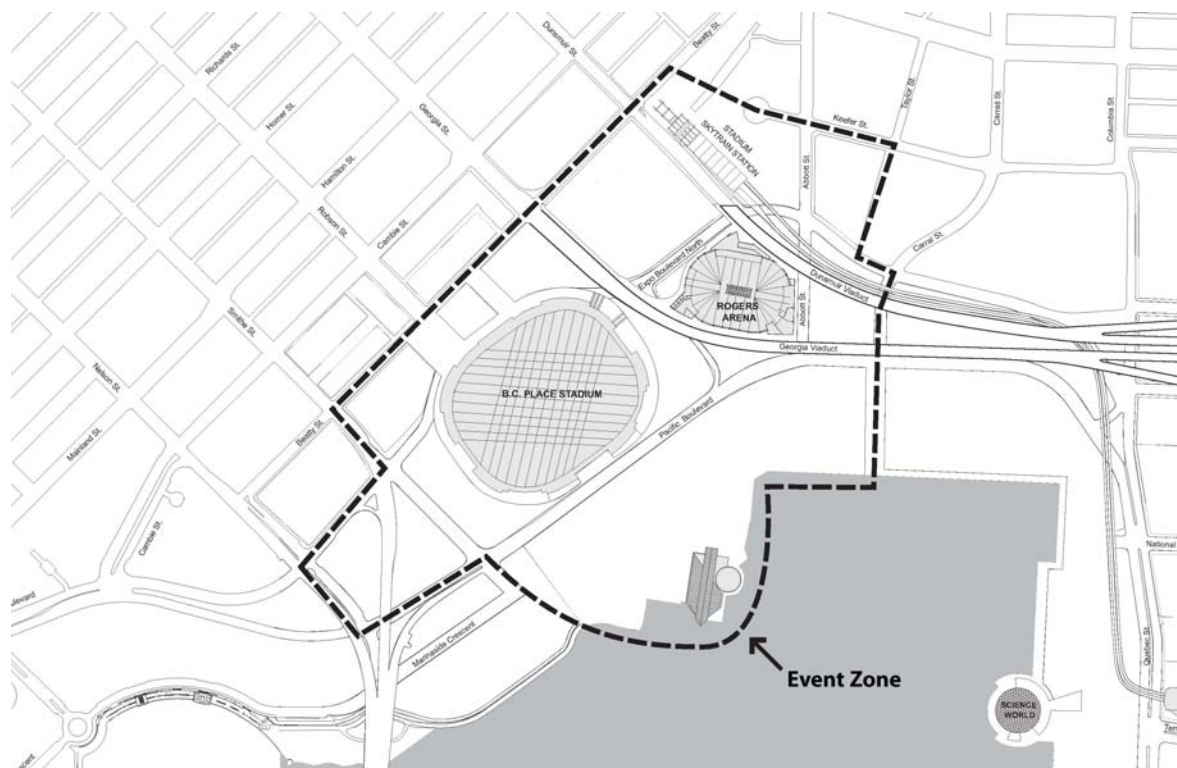 Dunsmuir St.
Beatty St.
Richards St.
Homer St.
Georgia St.
Hamilton St.
Robson St.
Cambie St.
Smithe St.
Nelson St.
Mainland St.
Beatty St.
Cambie St.
Taylor St.
Carrall St.
Columbia St.
Keefer St.
Abbott St.
STADIUM
SKYTRAIN STATION
Carral St.
Expo Boulevard North
ROGERS
ARENA
Abbott St.
Dunsmuir Viaduct
Georgia Viaduct
B.C. PLACE STADIUM
Pacific Boulevard
Marinaside Crescent
Event Zone
National
Quebec St.
SCIENCE
WORLD